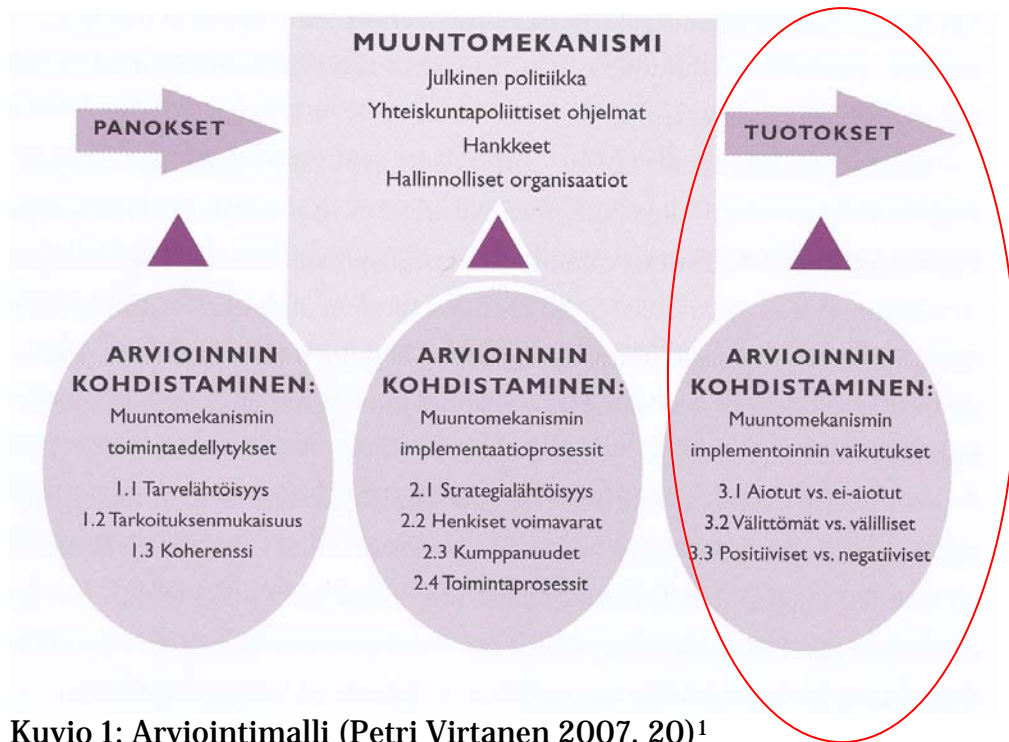 MUUNTOMEKANISMI
Julkinen politiikka
Yhteiskuntapoliittiset ohjelmat
Hankkeet
Hallinnolliset organisaatiot
PANOKSET
TUOTOKSET
ARVIOINNIN
KOHDISTAMINEN:
Muuntomekanismin
toimintaedellytykset
1.1 Tarvelähtöisyys
1.2 Tarkoituksenmukaisuus
1.3 Koherenssi
ARVIOINNIN
KOHDISTAMINEN:
Muuntomekanismin
implementaatioprosessit
2.1 Strategialähtöisyys
2.2 Henkiset voimavarat
2.3 Kumppanuudet
2.4 Toimintaprosessit
ARVIOINNIN
KOHDISTAMINEN:
Muuntomekanismin
implementoinnin vaikutukset
3.1 Aiotut vs. ei-aiotut
3.2 Välittömät vs. välilliset
3.3 Positiiviset vs. negatiiviset
Kuvio 1: Arviointimalli (Petri Virtanen 2007, 20)¹